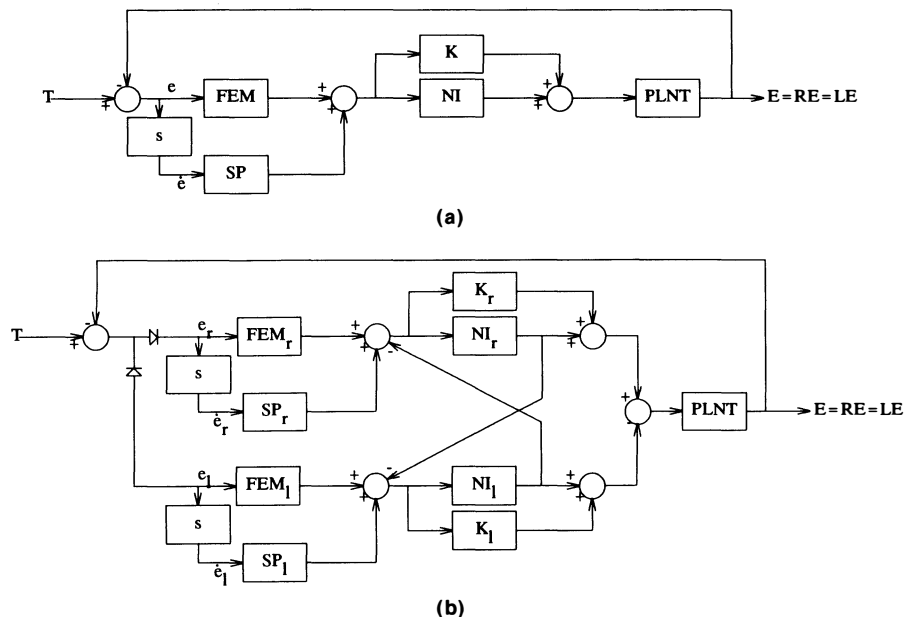 K
T - + e FEM + + NI + + PLNT E=RE=LE
s
ė SP
(a)
K_r
T - + e_r FEM_r + + - NI_r + + PLNT E=RE=LE
s
ė_r SP_r
+ -
e_l FEM_l + + - NI_l + +
s K_l
ė_l SP_l
(b)